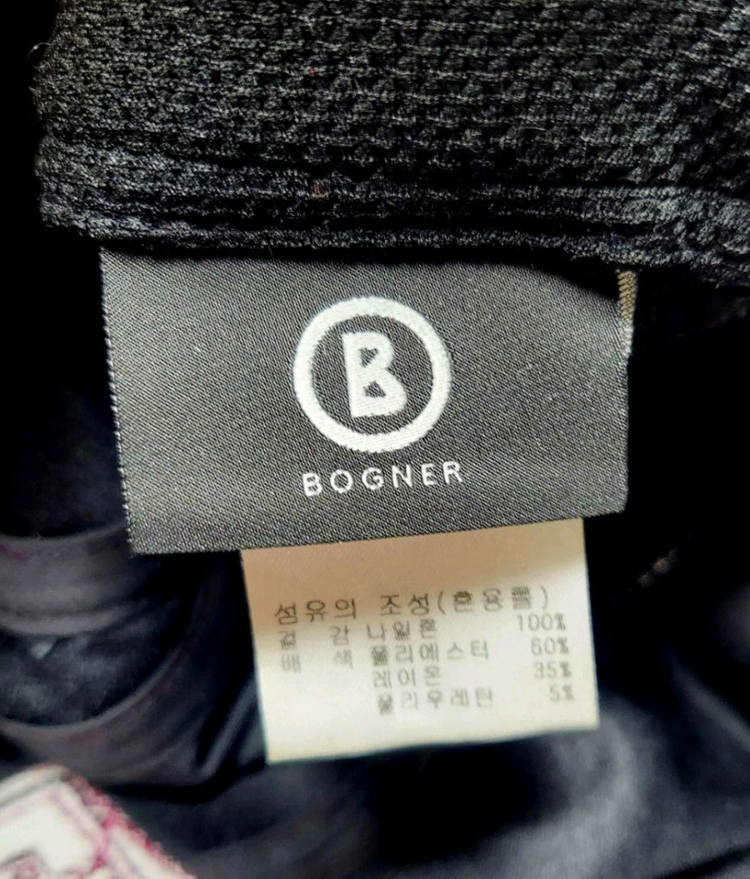 B
BOGNER
섬유의 조성(혼용률)
겉 감 나일론 100%
배 색 폴리에스터 60%
레이온 35%
폴리우레탄 5%